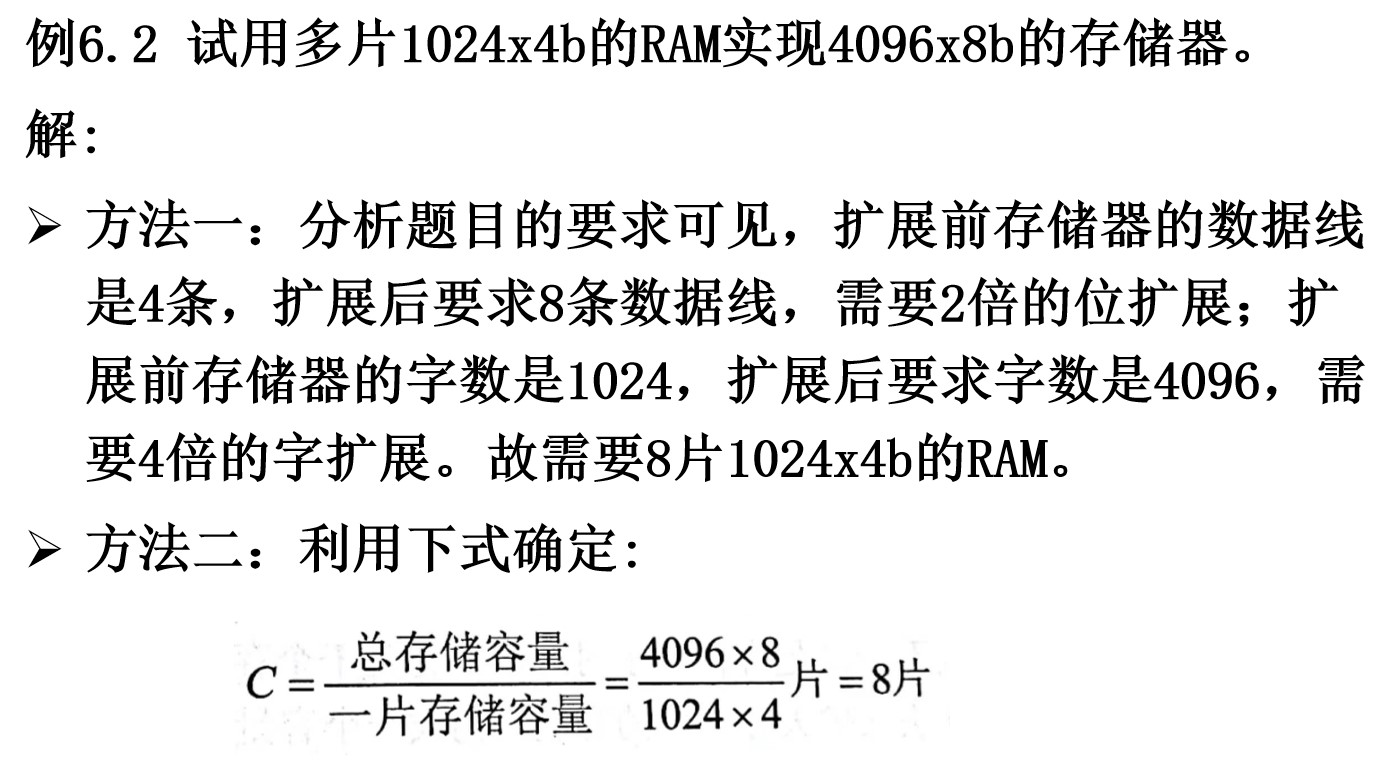 例6.2 试用多片1024x4b的RAM实现4096x8b的存储器。
解：
➢ 方法一：分析题目的要求可见，扩展前存储器的数据线
是4条，扩展后要求8条数据线，需要2倍的位扩展；扩
展前存储器的字数是1024，扩展后要求字数是4096，需
要4倍的字扩展。故需要8片1024x4b的RAM。
➢ 方法二：利用下式确定：
C = 总存储容量 / 一片存储容量 = 4096×8 / 1024×4 片 = 8片